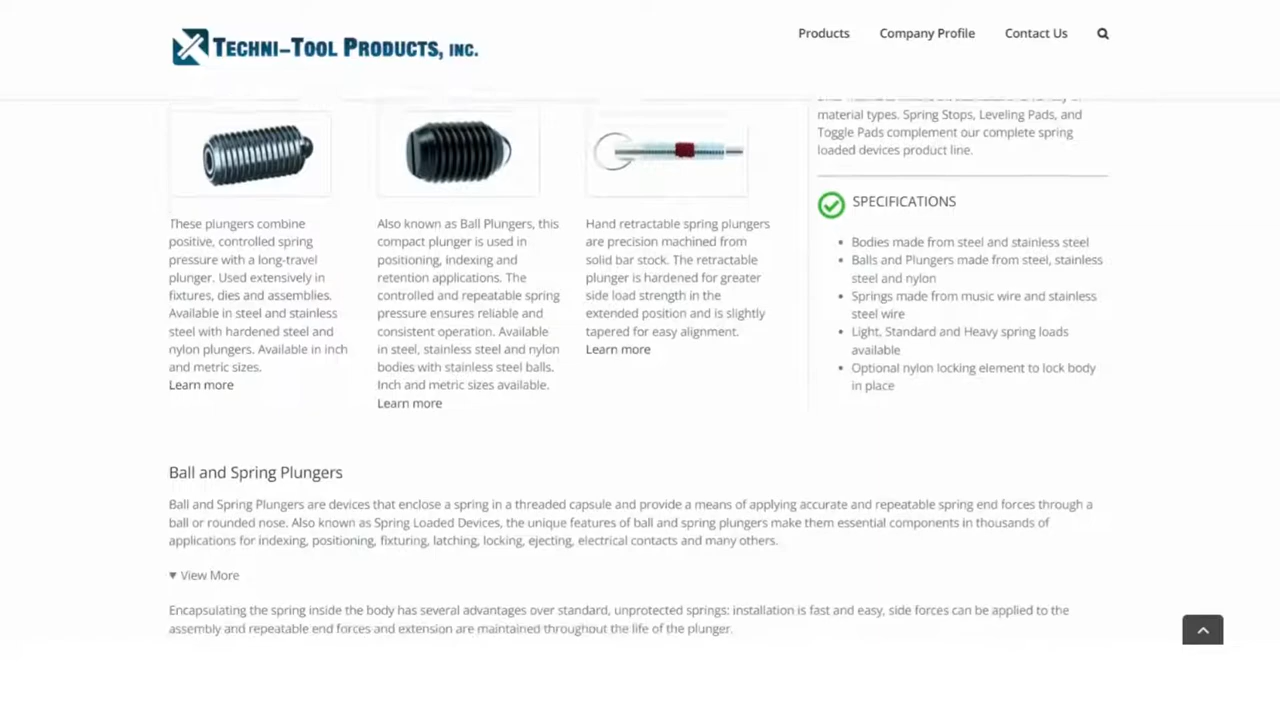 TECHNI-TOOL PRODUCTS, INC.
Products
Company Profile
Contact Us
These plungers combine
positive, controlled spring
pressure with a long-travel
plunger. Used extensively in
fixtures, dies and assemblies.
Available in steel and stainless
steel with hardened steel and
nylon plungers. Available in inch
and metric sizes.
Learn more
Also known as Ball Plungers, this
compact plunger is used in
positioning, indexing and
retention applications. The
controlled and repeatable spring
pressure ensures reliable and
consistent operation. Available
in steel, stainless steel and nylon
bodies with stainless steel balls.
Inch and metric sizes available.
Learn more
Hand retractable spring plungers
are precision machined from
solid bar stock. The retractable
plunger is hardened for greater
side load strength in the
extended position and is slightly
tapered for easy alignment.
Learn more
material types. Spring Stops, Leveling Pads, and
Toggle Pads complement our complete spring
loaded devices product line.
SPECIFICATIONS
• Bodies made from steel and stainless steel
• Balls and Plungers made from steel, stainless
steel and nylon
• Springs made from music wire and stainless
steel wire
• Light, Standard and Heavy spring loads
available
• Optional nylon locking element to lock body
in place
Ball and Spring Plungers
Ball and Spring Plungers are devices that enclose a spring in a threaded capsule and provide a means of applying accurate and repeatable spring end forces through a
ball or rounded nose. Also known as Spring Loaded Devices, the unique features of ball and spring plungers make them essential components in thousands of
applications for indexing, positioning, fixturing, latching, locking, ejecting, electrical contacts and many others.
▼ View More
Encapsulating the spring inside the body has several advantages over standard, unprotected springs: installation is fast and easy, side forces can be applied to the
assembly and repeatable end forces and extension are maintained throughout the life of the plunger.